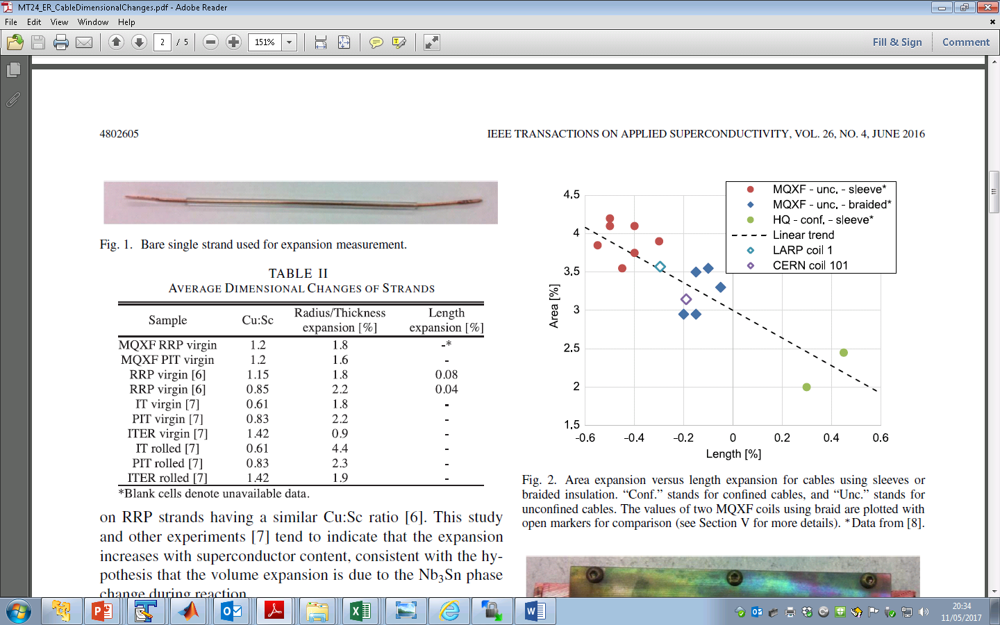 MT24_ER_CableDimensionalChanges.pdf - Adobe Reader
File Edit View Window Help
2 / 5
151%
Fill & Sign
Comment
4802605
IEEE TRANSACTIONS ON APPLIED SUPERCONDUCTIVITY, VOL. 26, NO. 4, JUNE 2016
Fig. 1. Bare single strand used for expansion measurement.
TABLE II
AVERAGE DIMENSIONAL CHANGES OF STRANDS
Sample Cu:Sc Radius/Thickness expansion [%] Length expansion [%]
MQXF RRP virgin 1.2 1.8 -*
MQXF PIT virgin 1.2 1.6 -
RRP virgin [6] 1.15 1.8 0.08
RRP virgin [6] 0.85 2.2 0.04
IT virgin [7] 0.61 1.8 -
PIT virgin [7] 0.83 2.2 -
ITER virgin [7] 1.42 0.9 -
IT rolled [7] 0.61 4.4 -
PIT rolled [7] 0.83 2.3 -
ITER rolled [7] 1.42 1.9 -
*Blank cells denote unavailable data.
on RRP strands having a similar Cu:Sc ratio [6]. This study
and other experiments [7] tend to indicate that the expansion
increases with superconductor content, consistent with the hy-
pothesis that the volume expansion is due to the Nb3Sn phase
change during reaction.
MQXF - unc. - sleeve*
MQXF - unc. - braided*
HQ - conf. - sleeve*
Linear trend
LARP coil 1
CERN coil 101
Area [%]
4.5
4
3.5
3
2.5
2
1.5
-0.6 -0.4 -0.2 0 0.2 0.4 0.6
Length [%]
Fig. 2. Area expansion versus length expansion for cables using sleeves or
braided insulation. “Conf.” stands for confined cables, and “Unc.” stands for
unconfined cables. The values of two MQXF coils using braid are plotted with
open markers for comparison (see Section V for more details). *Data from [8].
20:34
11/05/2017